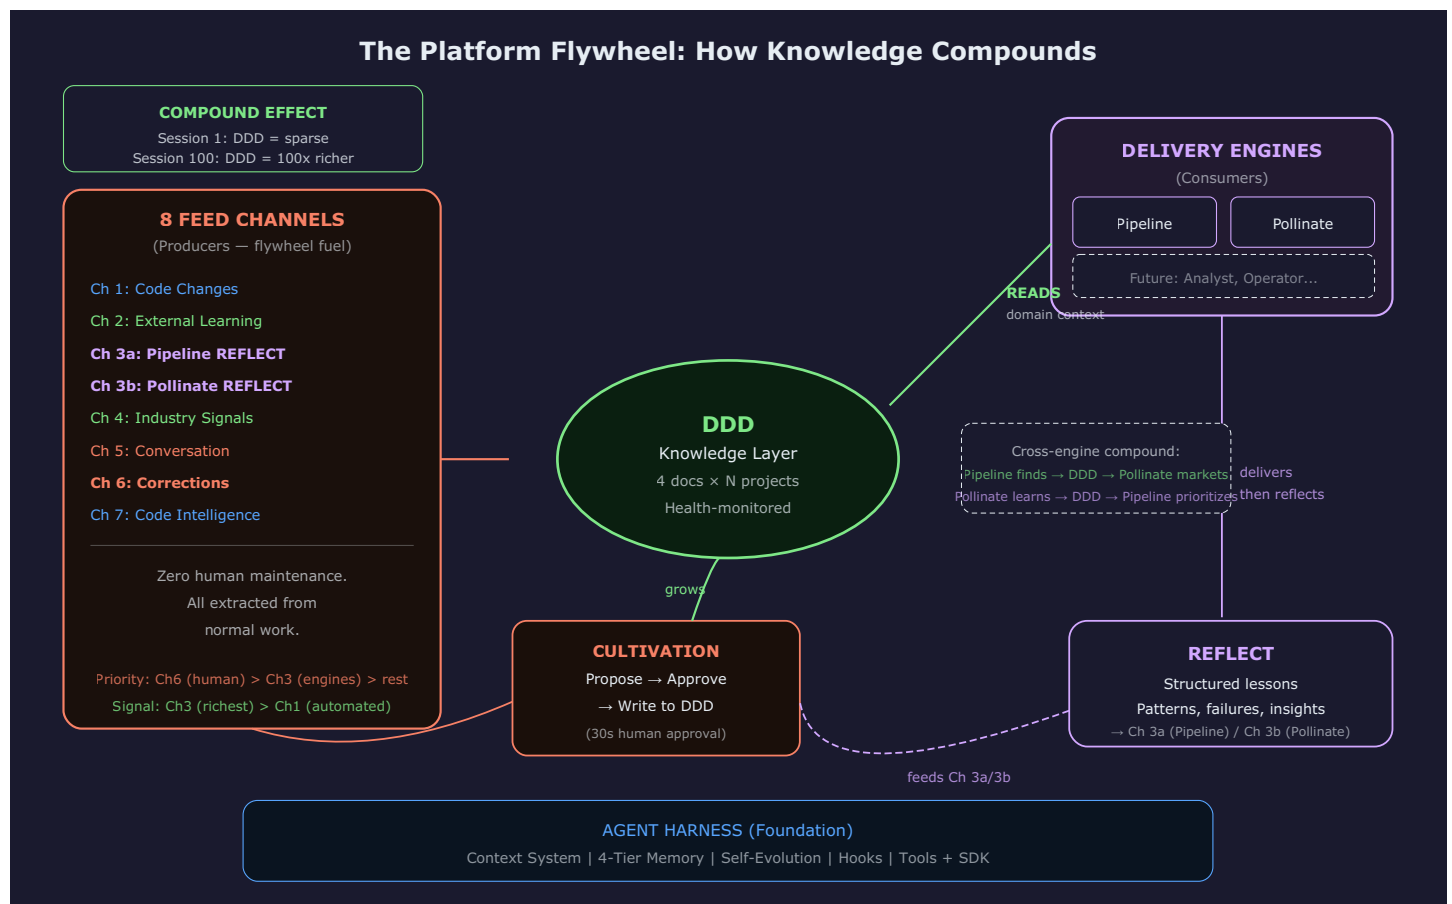 The Platform Flywheel: How Knowledge Compounds
COMPOUND EFFECT
Session 1: DDD = sparse
Session 100: DDD = 100x richer
8 FEED CHANNELS
(Producers — flywheel fuel)
Ch 1: Code Changes
Ch 2: External Learning
Ch 3a: Pipeline REFLECT
Ch 3b: Pollinate REFLECT
Ch 4: Industry Signals
Ch 5: Conversation
Ch 6: Corrections
Ch 7: Code Intelligence
Zero human maintenance.
All extracted from
normal work.
Priority: Ch6 (human) > Ch3 (engines) > rest
Signal: Ch3 (richest) > Ch1 (automated)
DDD
Knowledge Layer
4 docs × N projects
Health-monitored
grows
CULTIVATION
Propose → Approve
→ Write to DDD
(30s human approval)
DELIVERY ENGINES
(Consumers)
Pipeline
Pollinate
Future: Analyst, Operator...
READS
domain context
Cross-engine compound:
Pipeline finds → DDD → Pollinate markets
Pollinate learns → DDD → Pipeline prioritizes
delivers
then reflects
REFLECT
Structured lessons
Patterns, failures, insights
→ Ch 3a (Pipeline) / Ch 3b (Pollinate)
feeds Ch 3a/3b
AGENT HARNESS (Foundation)
Context System | 4-Tier Memory | Self-Evolution | Hooks | Tools + SDK